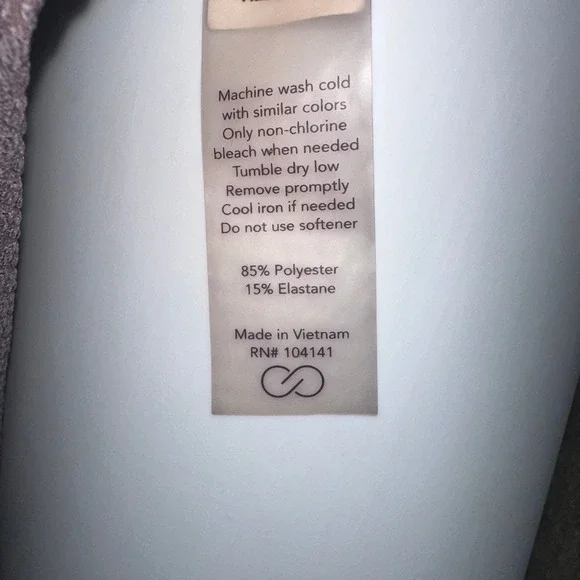 Machine wash cold
with similar colors
Only non-chlorine
bleach when needed
Tumble dry low
Remove promptly
Cool iron if needed
Do not use softener
85% Polyester
15% Elastane
Made in Vietnam
RN# 104141